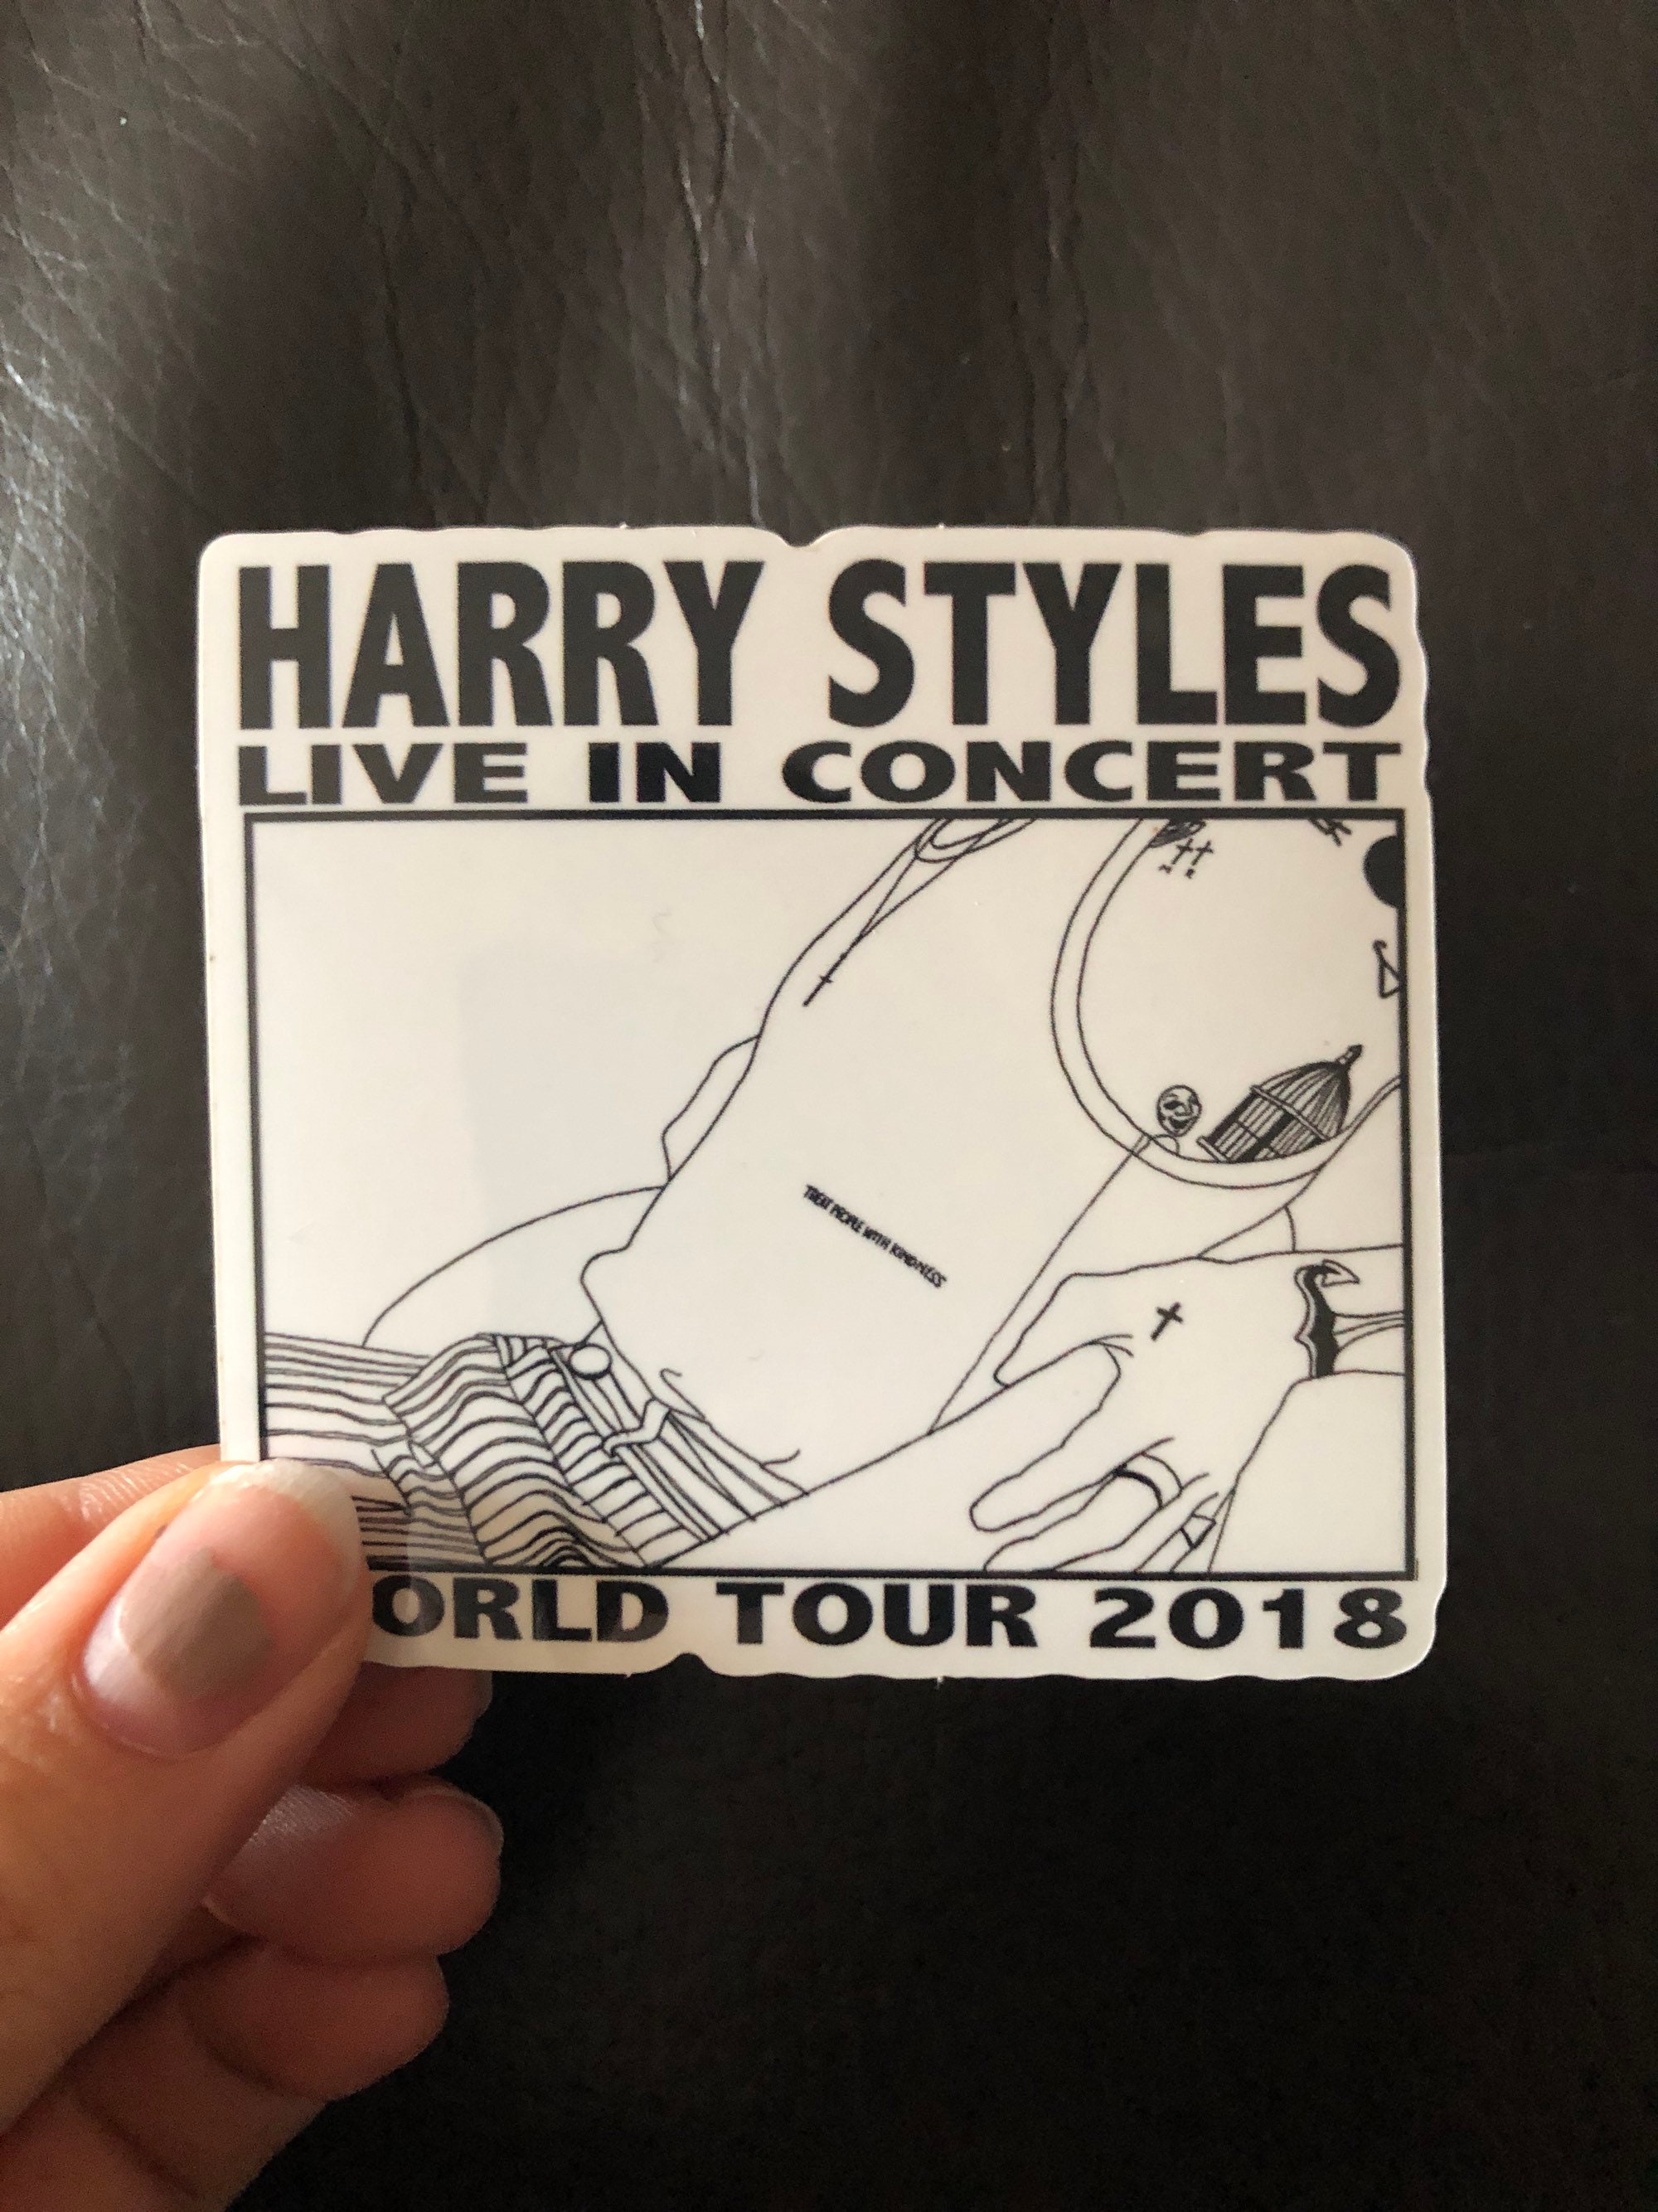 HARRY STYLES
LIVE IN CONCERT
TREAT PEOPLE WITH KINDNESS
ORLD TOUR 2018